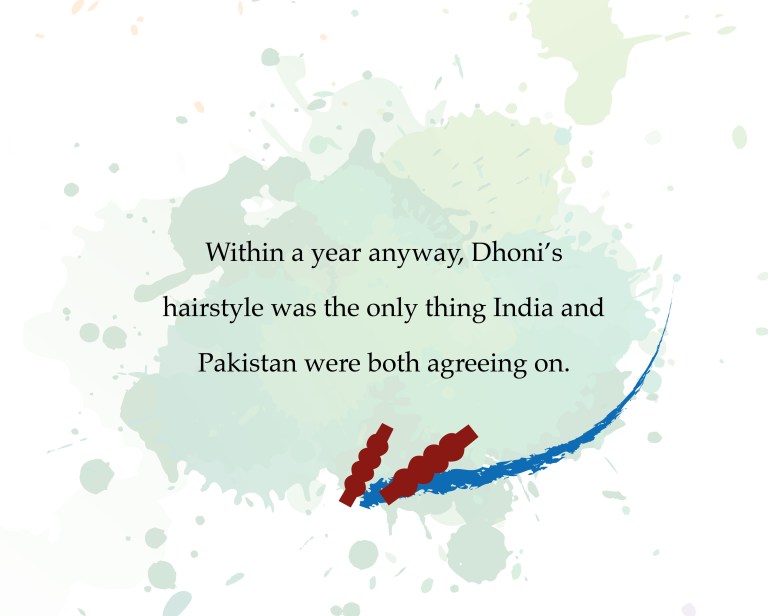 Within a year anyway, Dhoni’s
hairstyle was the only thing India and
Pakistan were both agreeing on.